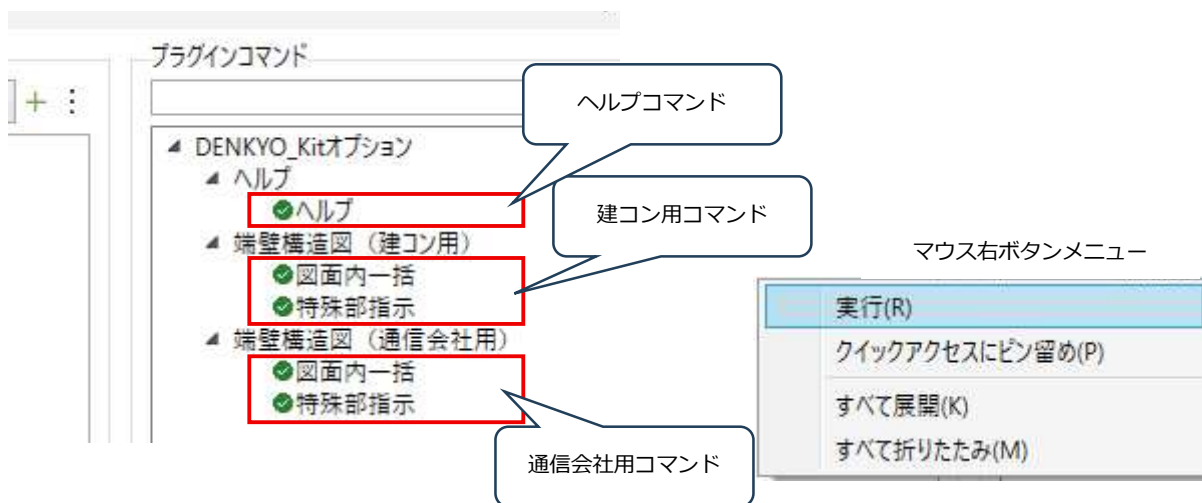 プラグインコマンド
+ ⋮
ヘルプコマンド
DENKYO_Kitオプション
ヘルプ
ヘルプ
建コン用コマンド
端壁構造図（建コン用）
図面内一括
特殊部指示
端壁構造図（通信会社用）
図面内一括
特殊部指示
通信会社用コマンド
マウス右ボタンメニュー
実行(R)
クイックアクセスにピン留め(P)
すべて展開(K)
すべて折りたたみ(M)